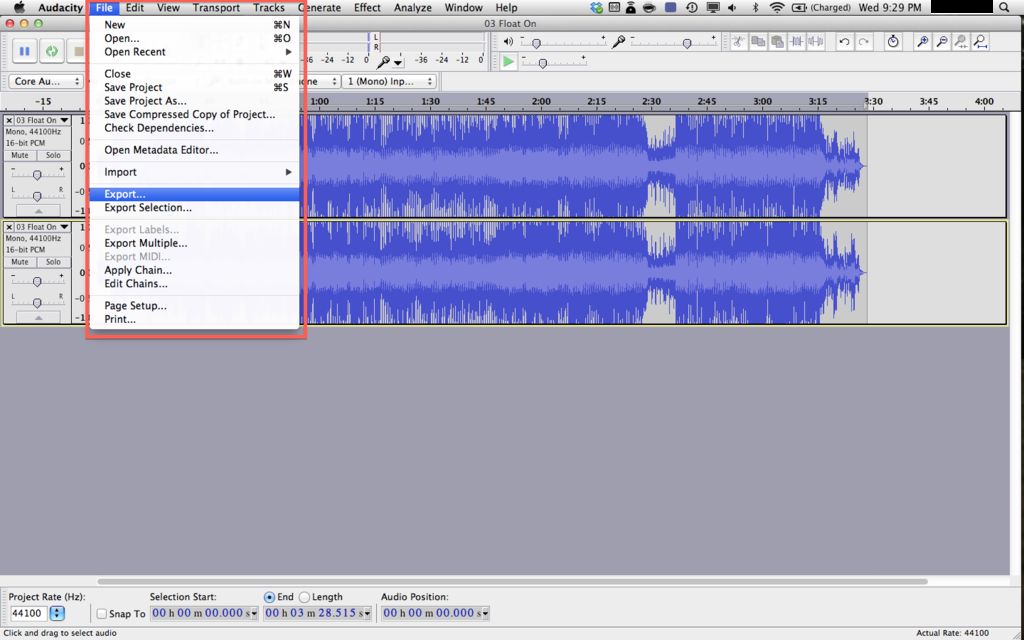 Audacity File Edit View Transport Tracks Generate Effect Analyze Window Help (Charged) Wed 9:29 PM
03 Float On
New ⌘N
Open... ⌘O
Open Recent
Close ⌘W
Save Project ⌘S
Save Project As...
Save Compressed Copy of Project...
Check Dependencies...
Open Metadata Editor...
Import
Export...
Export Selection...
Export Labels...
Export Multiple...
Export MIDI...
Apply Chain...
Edit Chains...
Page Setup...
Print...
L
R
-36 -24 -12 0 -36 -24 -12 0
Core Au... 1 (Mono) Inp...
-15 1:00 1:15 1:30 1:45 2:00 2:15 2:30 2:45 3:00 3:15 3:30 3:45 4:00
03 Float On
Mono, 44100Hz
16-bit PCM
Mute Solo
- +
L R
03 Float On
Mono, 44100Hz
16-bit PCM
Mute Solo
- +
L R
Project Rate (Hz): Selection Start: End Length Audio Position:
44100 Snap To 00 h 00 m 00.000 s 00 h 03 m 28.515 s 00 h 00 m 00.000 s
Click and drag to select audio Actual Rate: 44100